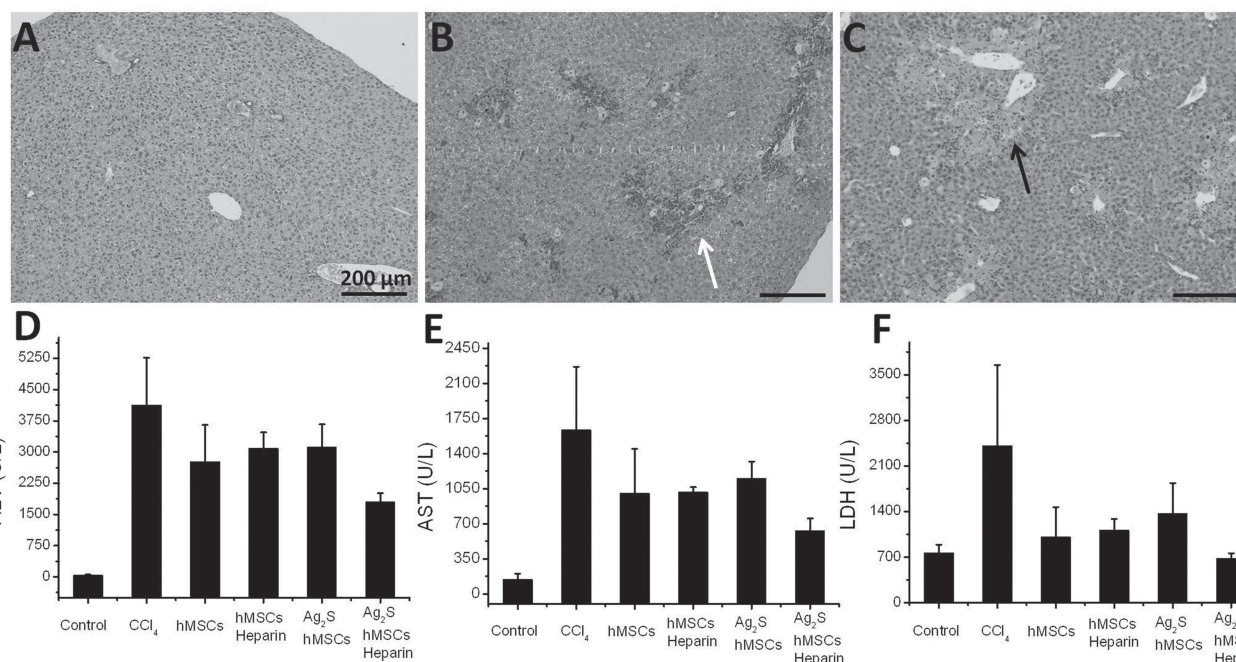 A
B
C
200 µm
D
5250
4500
3750
3000
2250
1500
750
0
Control
CCl₄
hMSCs
hMSCs
Heparin
Ag₂S
hMSCs
Ag₂S
hMSCs
Heparin
E
AST (U/L)
2450
2100
1750
1400
1050
700
350
0
Control
CCl₄
hMSCs
hMSCs
Heparin
Ag₂S
hMSCs
Ag₂S
hMSCs
Heparin
F
LDH (U/L)
3500
2800
2100
1400
700
0
Control
CCl₄
hMSCs
hMSCs
Heparin
Ag₂S
hMSCs